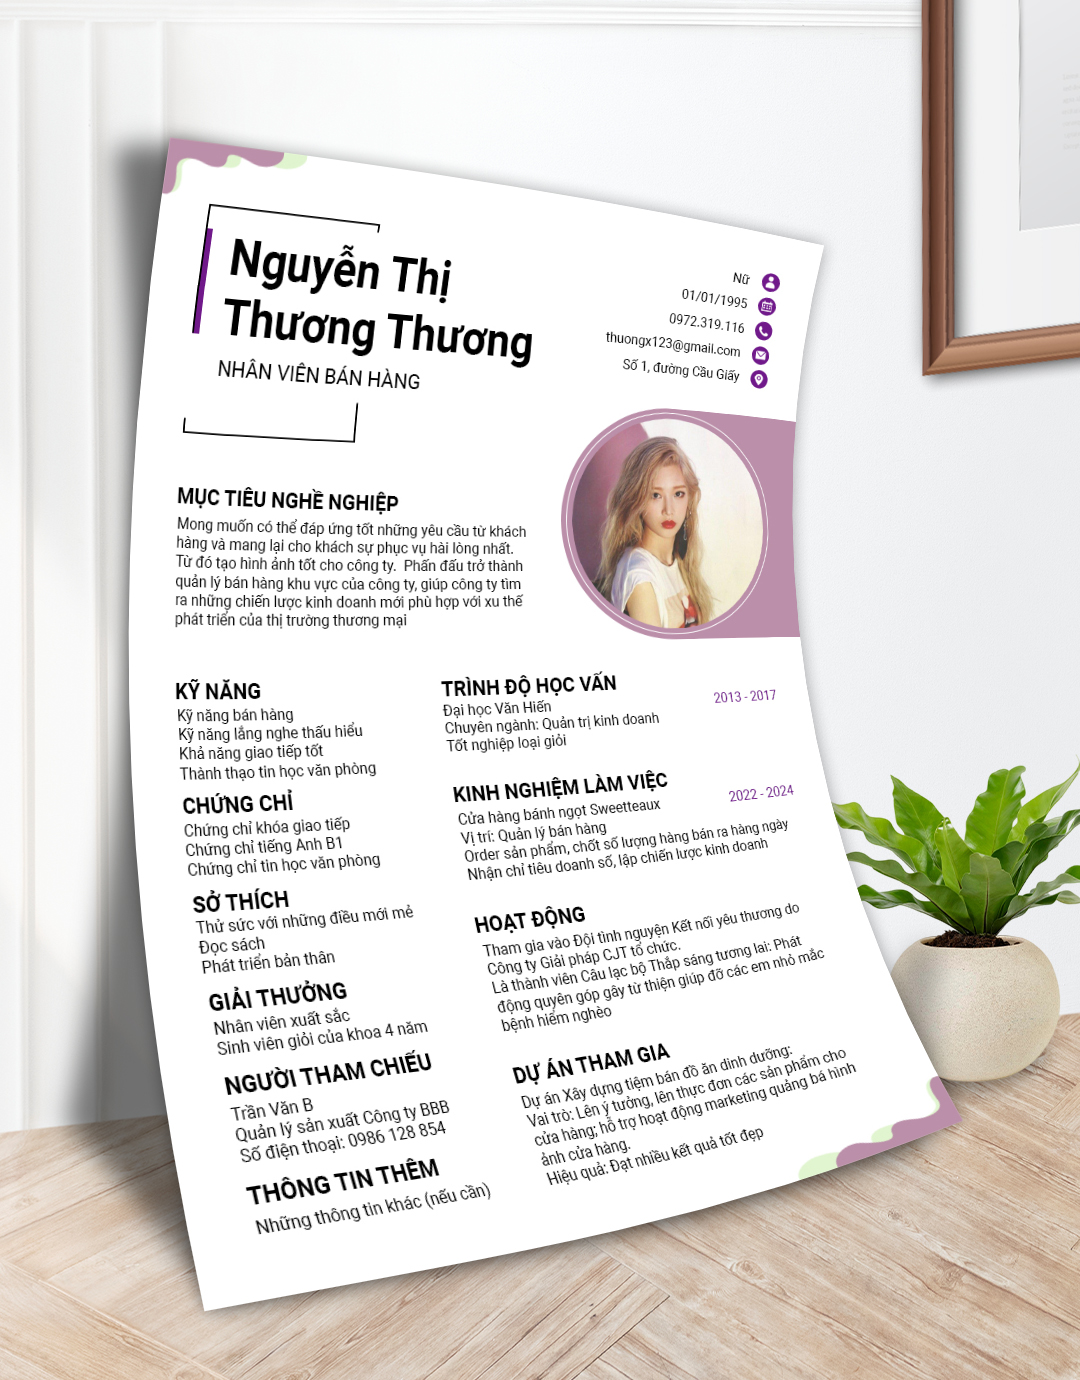 Nguyễn Thị
Thương Thương
NHÂN VIÊN BÁN HÀNG
Nữ
01/01/1995
0972.319.116
thuongx123@gmail.com
Số 1, đường Cầu Giấy
MỤC TIÊU NGHỀ NGHIỆP
Mong muốn có thể đáp ứng tốt những yêu cầu từ khách
hàng và mang lại cho khách sự phục vụ hài lòng nhất.
Từ đó tạo hình ảnh tốt cho công ty. Phấn đấu trở thành
quản lý bán hàng khu vực của công ty, giúp công ty tìm
ra những chiến lược kinh doanh mới phù hợp với xu thế
phát triển của thị trường thương mại
KỸ NĂNG
Kỹ năng bán hàng
Kỹ năng lắng nghe thấu hiểu
Khả năng giao tiếp tốt
Thành thạo tin học văn phòng
CHỨNG CHỈ
Chứng chỉ khóa giao tiếp
Chứng chỉ tiếng Anh B1
Chứng chỉ tin học văn phòng
SỞ THÍCH
Thử sức với những điều mới mẻ
Đọc sách
Phát triển bản thân
GIẢI THƯỞNG
Nhân viên xuất sắc
Sinh viên giỏi của khoa 4 năm
NGƯỜI THAM CHIẾU
Trần Văn B
Quản lý sản xuất Công ty BBB
Số điện thoại: 0986 128 854
THÔNG TIN THÊM
Những thông tin khác (nếu cần)
TRÌNH ĐỘ HỌC VẤN
2013 - 2017
Đại học Văn Hiến
Chuyên ngành: Quản trị kinh doanh
Tốt nghiệp loại giỏi
KINH NGHIỆM LÀM VIỆC
2022 - 2024
Cửa hàng bánh ngọt Sweetteaux
Vị trí: Quản lý bán hàng
Order sản phẩm, chốt số lượng hàng bán ra hàng ngày
Nhận chỉ tiêu doanh số, lập chiến lược kinh doanh
HOẠT ĐỘNG
Tham gia vào Đội tình nguyện Kết nối yêu thương do
Công ty Giải pháp CJT tổ chức.
Là thành viên Câu lạc bộ Thắp sáng tương lai: Phát
động quyên góp gây từ thiện giúp đỡ các em nhỏ mắc
bệnh hiểm nghèo
DỰ ÁN THAM GIA
Dự án Xây dựng tiệm bán đồ ăn dinh dưỡng:
Vai trò: Lên ý tưởng, lên thực đơn các sản phẩm cho
cửa hàng; hỗ trợ hoạt động marketing quảng bá hình
ảnh cửa hàng.
Hiệu quả: Đạt nhiều kết quả tốt đẹp